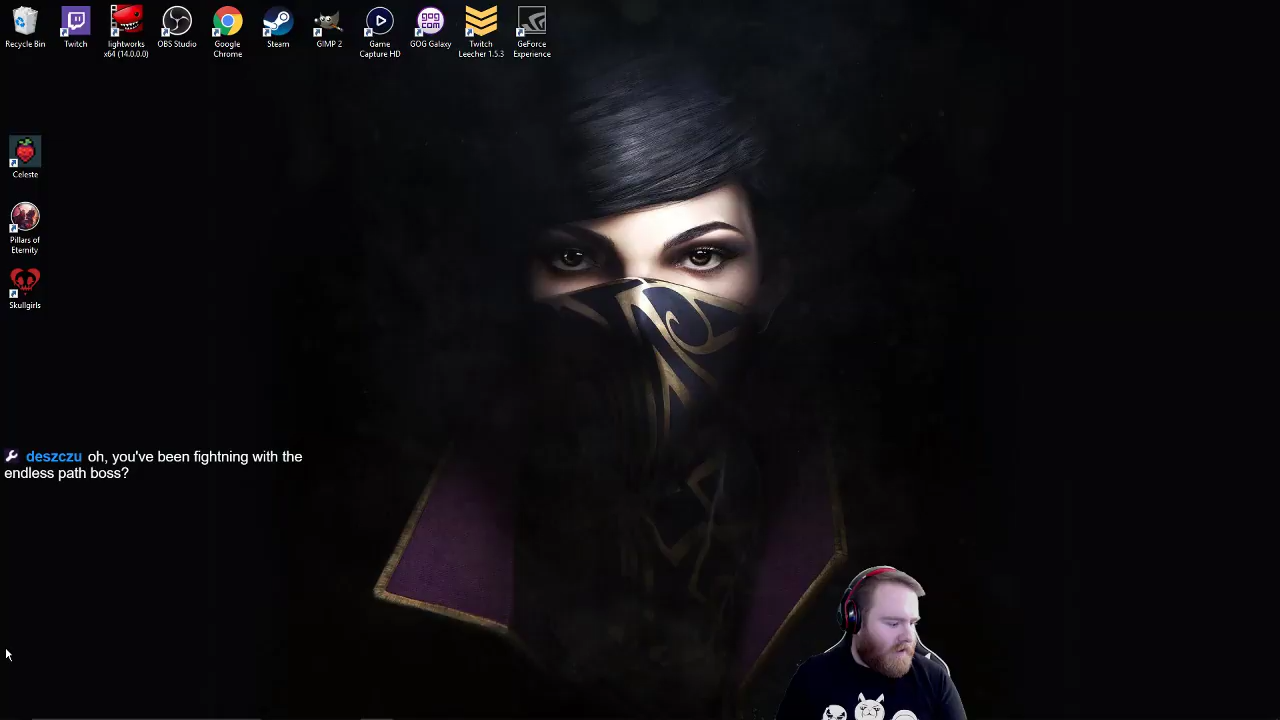 Recycle Bin
Twitch
lightworks
x64 (14.0.0.0)
OBS Studio
Google
Chrome
Steam
GIMP 2
Game
Capture HD
GOG Galaxy
Twitch
Leecher 1.5.3
GeForce
Experience
Celeste
Pillars of
Eternity
Skullgirls
deszczu oh, you've been fightning with the
endless path boss?